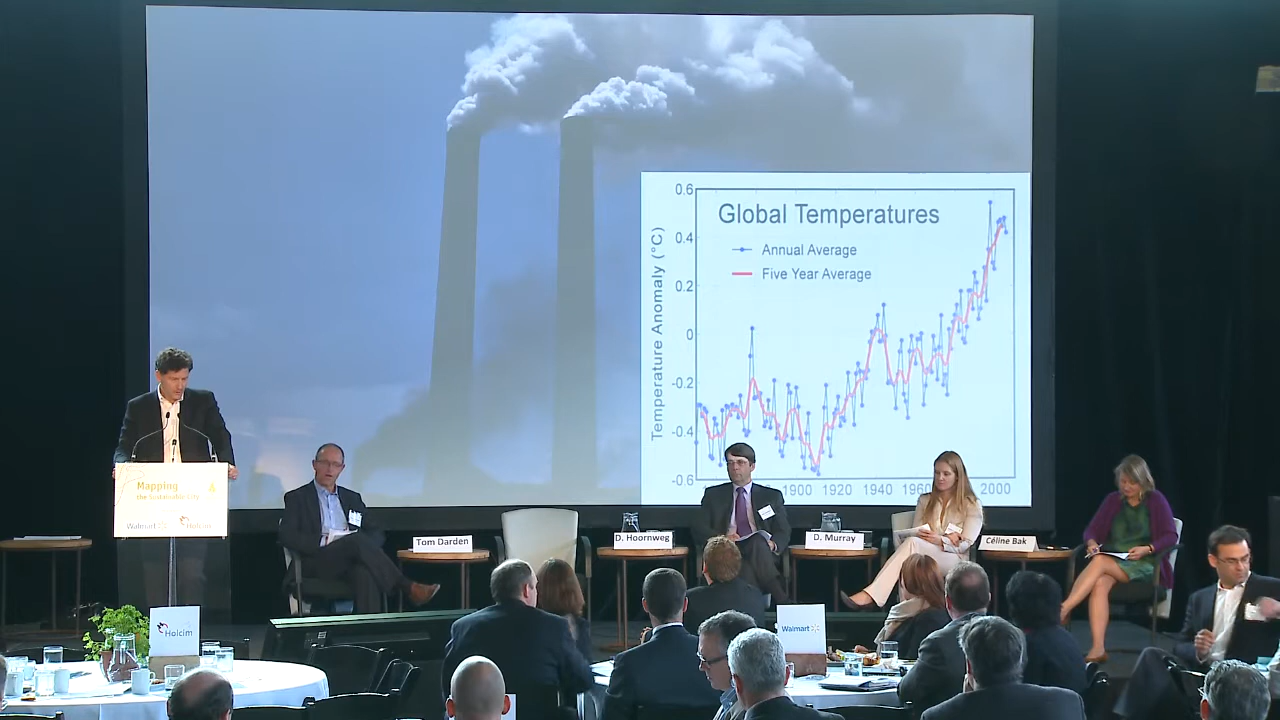 Global Temperatures
Annual Average
Five Year Average
Temperature Anomaly (°C)
0.6
0.4
0.2
0
-0.2
-0.4
-0.6
1900
1920
1940
2000
Mapping
the Sustainable City
Walmart
Holcim
Tom Darden
D. Hoornweg
D. Murray
Céline Bak
Holcim
Walmart